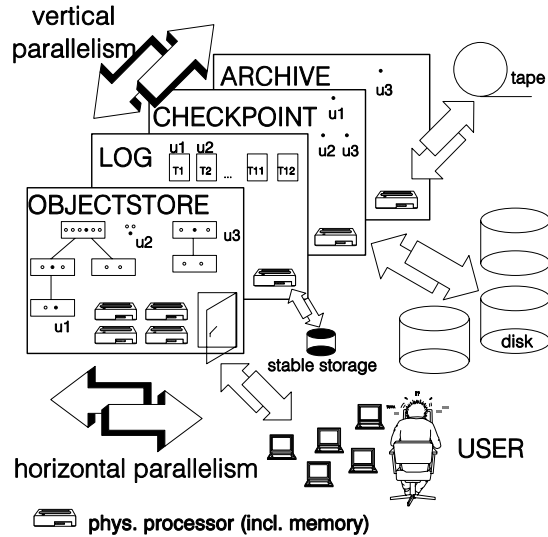 vertical
parallelism
ARCHIVE
u3
tape
CHECKPOINT
u1
u2 u3
LOG
u1 u2
T1 T2 ... T11 T12
OBJECTSTORE
u2
u3
u1
disk
stable storage
!?
USER
horizontal parallelism
phys. processor (incl. memory)